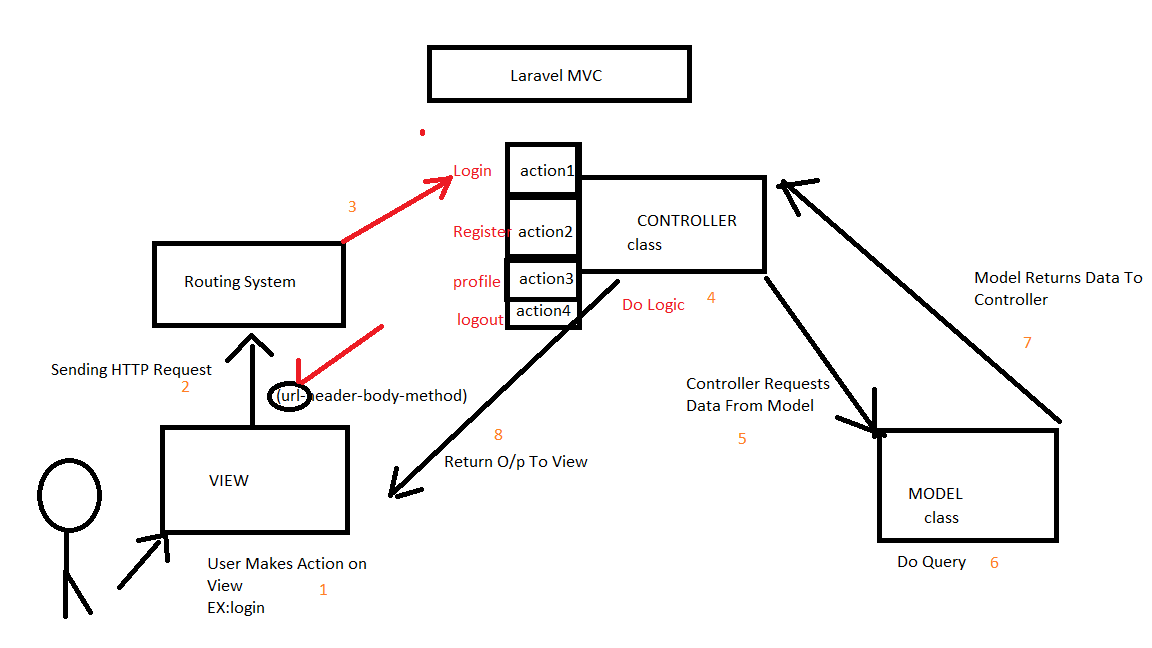 Laravel MVC
Login
action1
3
Register
action2
CONTROLLER
class
Routing System
profile
action3
Model Returns Data To
Controller
logout
action4
Do Logic
4
7
Sending HTTP Request
2
(url-header-body-method)
Controller Requests
Data From Model
5
8
Return O/p To View
VIEW
MODEL
class
User Makes Action on
View
EX:login
1
Do Query
6